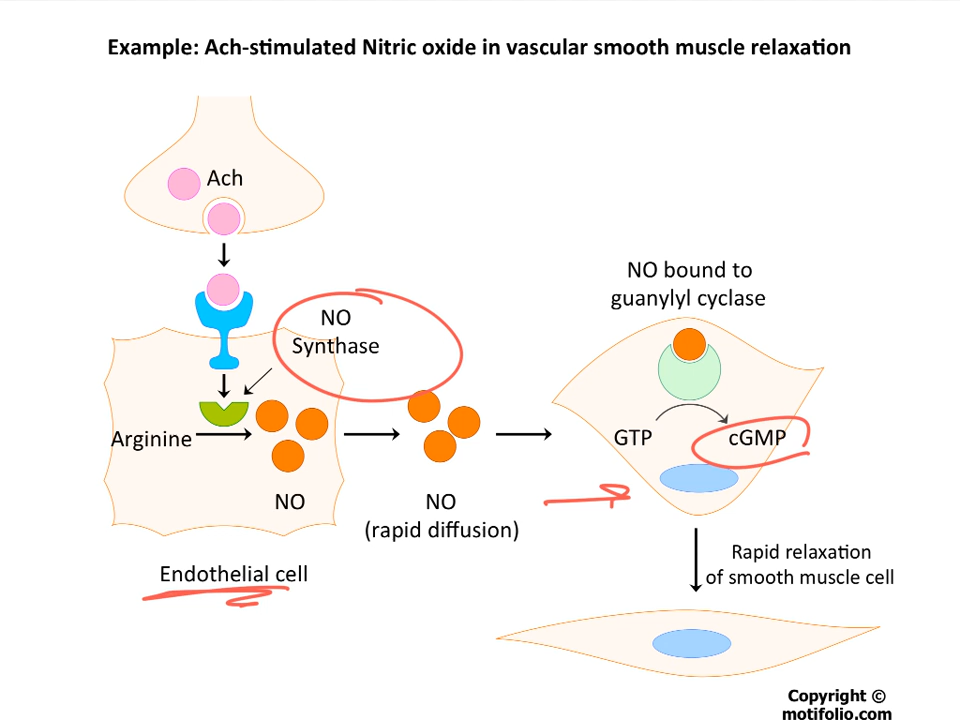 Example: Ach-stimulated Nitric oxide in vascular smooth muscle relaxation
Ach
NO
Synthase
Arginine
NO
Endothelial cell
NO
(rapid diffusion)
NO bound to
guanylyl cyclase
GTP
cGMP
Rapid relaxation
of smooth muscle cell
Copyright ©
motifolio.com